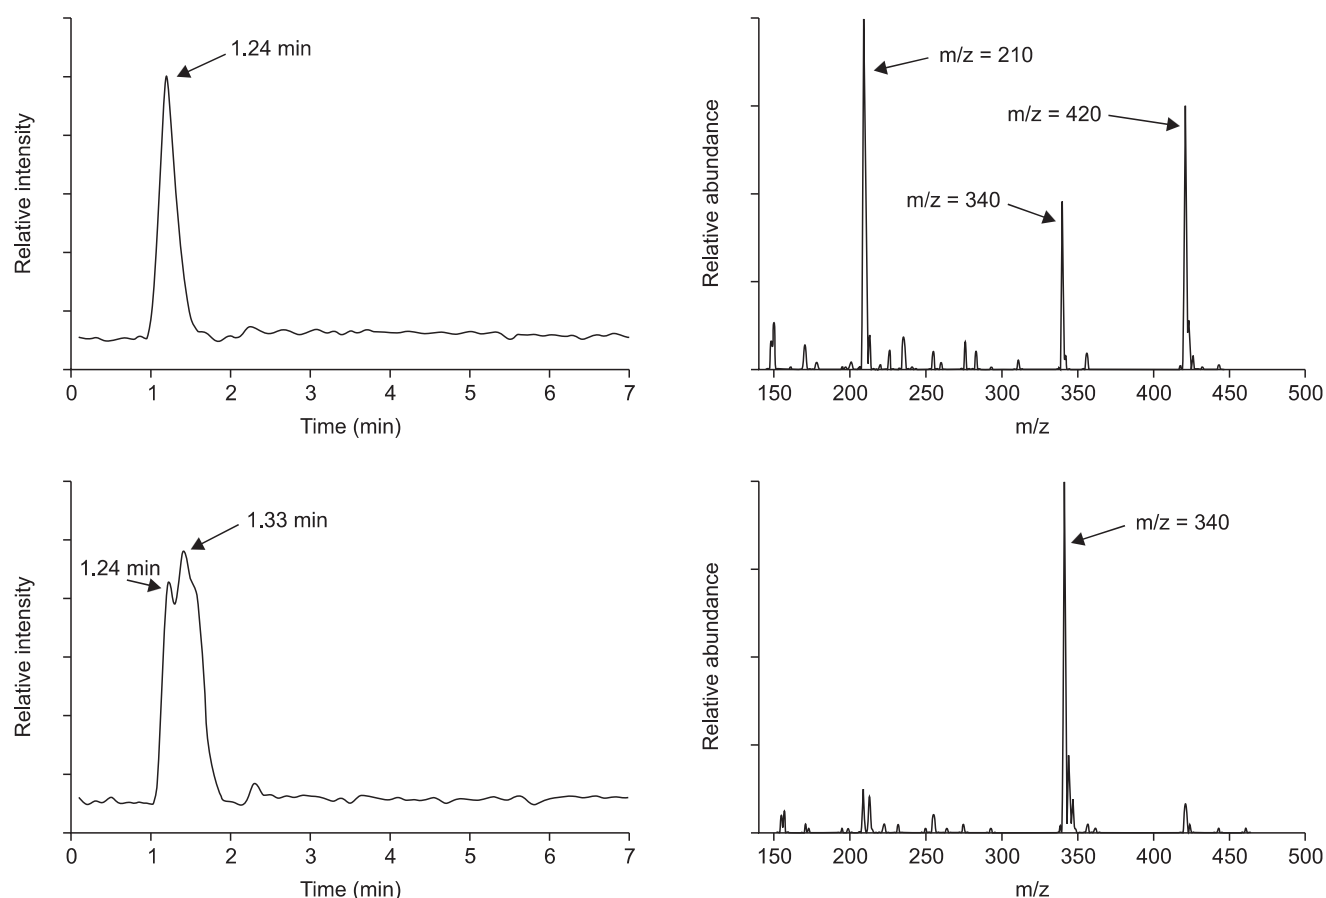 1.24 min
Relative intensity
0 1 2 3 4 5 6 7
Time (min)
m/z = 210
m/z = 420
m/z = 340
Relative abundance
150 200 250 300 350 400 450 500
m/z
1.33 min
1.24 min
Relative intensity
0 1 2 3 4 5 6 7
Time (min)
m/z = 340
Relative abundance
150 200 250 300 350 400 450 500
m/z